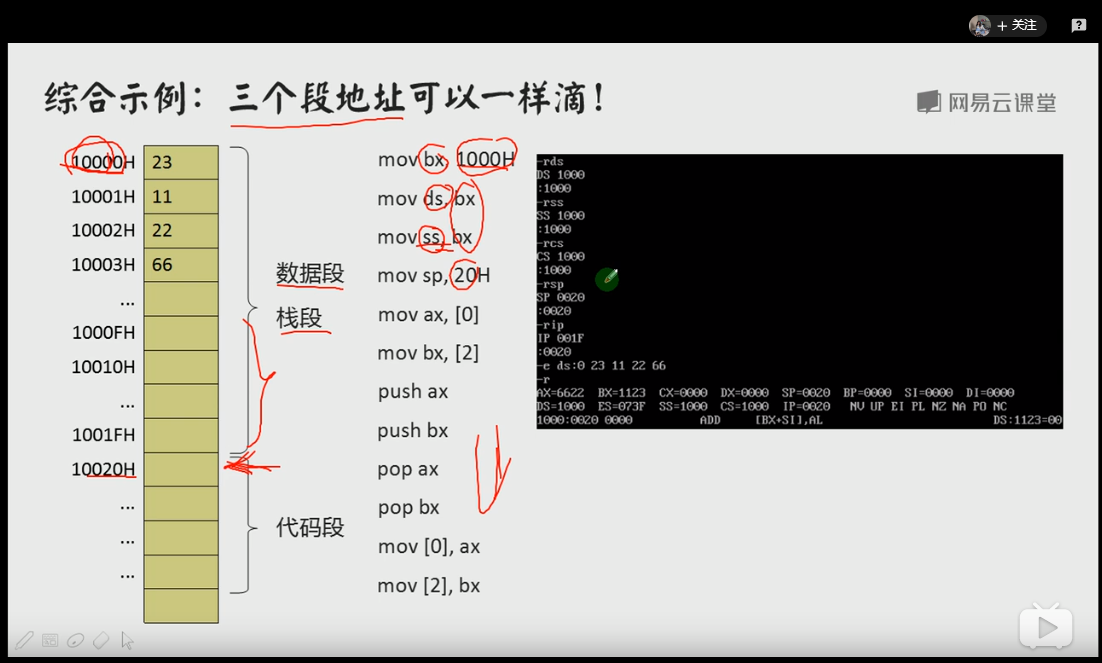 + 关注
综合示例：三个段地址可以一样滴！
网易云课堂
10000H 23
10001H 11
10002H 22
10003H 66
...
1000FH
10010H
...
1001FH
10020H
...
...
...
数据段
栈段
代码段
mov bx, 1000H
mov ds, bx
mov ss, bx
mov sp, 20H
mov ax, [0]
mov bx, [2]
push ax
push bx
pop ax
pop bx
mov [0], ax
mov [2], bx
-rds
DS 1000
:1000
-rss
SS 1000
:1000
-rcs
CS 1000
:1000
-rsp
SP 0020
:0020
-rip
IP 001F
:0020
-e ds:0 23 11 22 66
-r
AX=6622 BX=1123 CX=0000 DX=0000 SP=0020 BP=0000 SI=0000 DI=0000
DS=1000 ES=073F SS=1000 CS=1000 IP=0020 NV UP EI PL NZ NA PO NC
1000:0020 0000 ADD [BX+SI],AL DS:1123=00